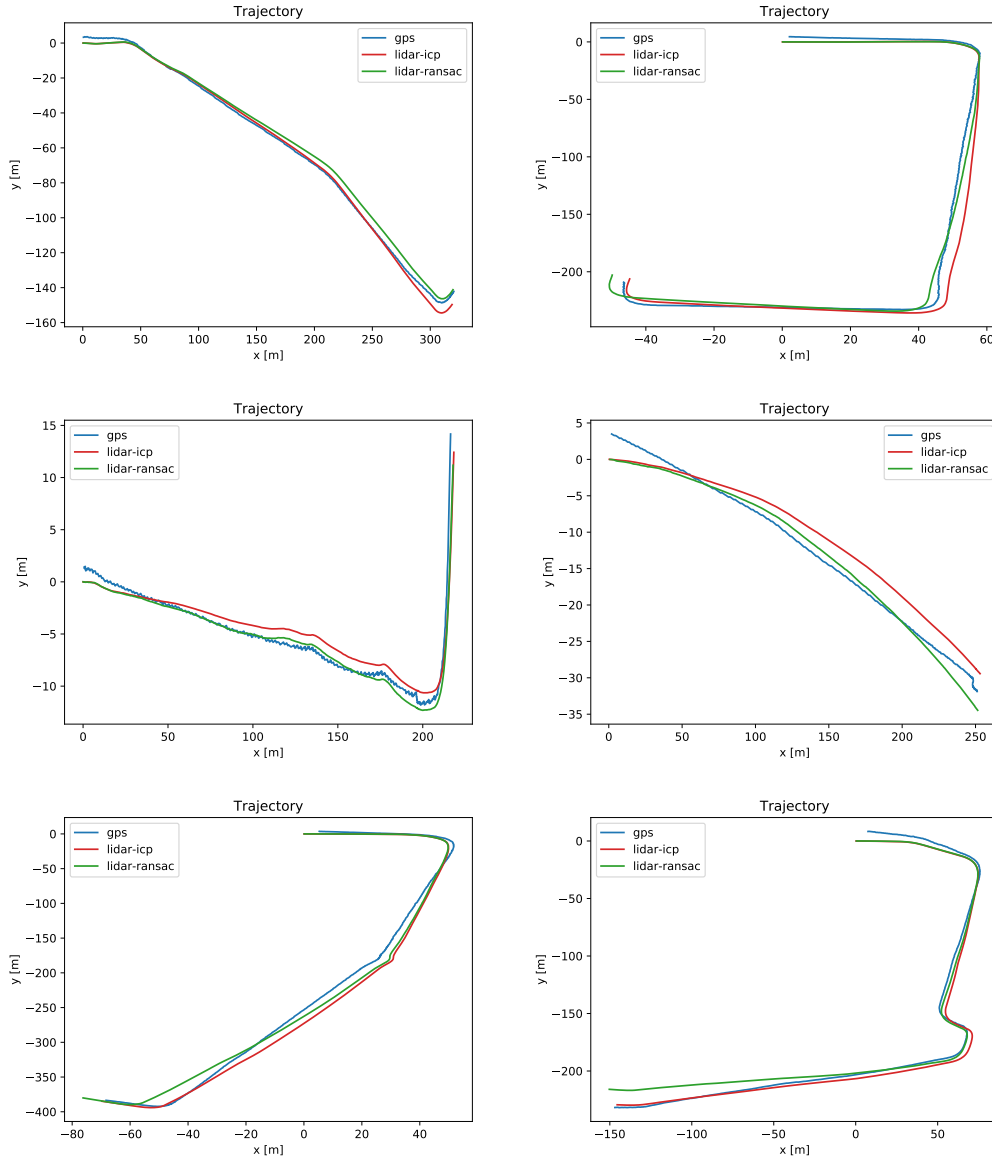 Trajectory
gps
lidar-icp
lidar-ransac
y [m]
0
−20
−40
−60
−80
−100
−120
−140
−160
0 50 100 150 200 250 300
x [m]
Trajectory
gps
lidar-icp
lidar-ransac
y [m]
0
−50
−100
−150
−200
−40 −20 0 20 40 60
x [m]
Trajectory
gps
lidar-icp
lidar-ransac
y [m]
15
10
5
0
−5
−10
0 50 100 150 200
x [m]
Trajectory
gps
lidar-icp
lidar-ransac
y [m]
5
0
−5
−10
−15
−20
−25
−30
−35
0 50 100 150 200 250
x [m]
Trajectory
gps
lidar-icp
lidar-ransac
y [m]
0
−50
−100
−150
−200
−250
−300
−350
−400
−80 −60 −40 −20 0 20 40
x [m]
Trajectory
gps
lidar-icp
lidar-ransac
y [m]
0
−50
−100
−150
−200
−150 −100 −50 0 50
x [m]